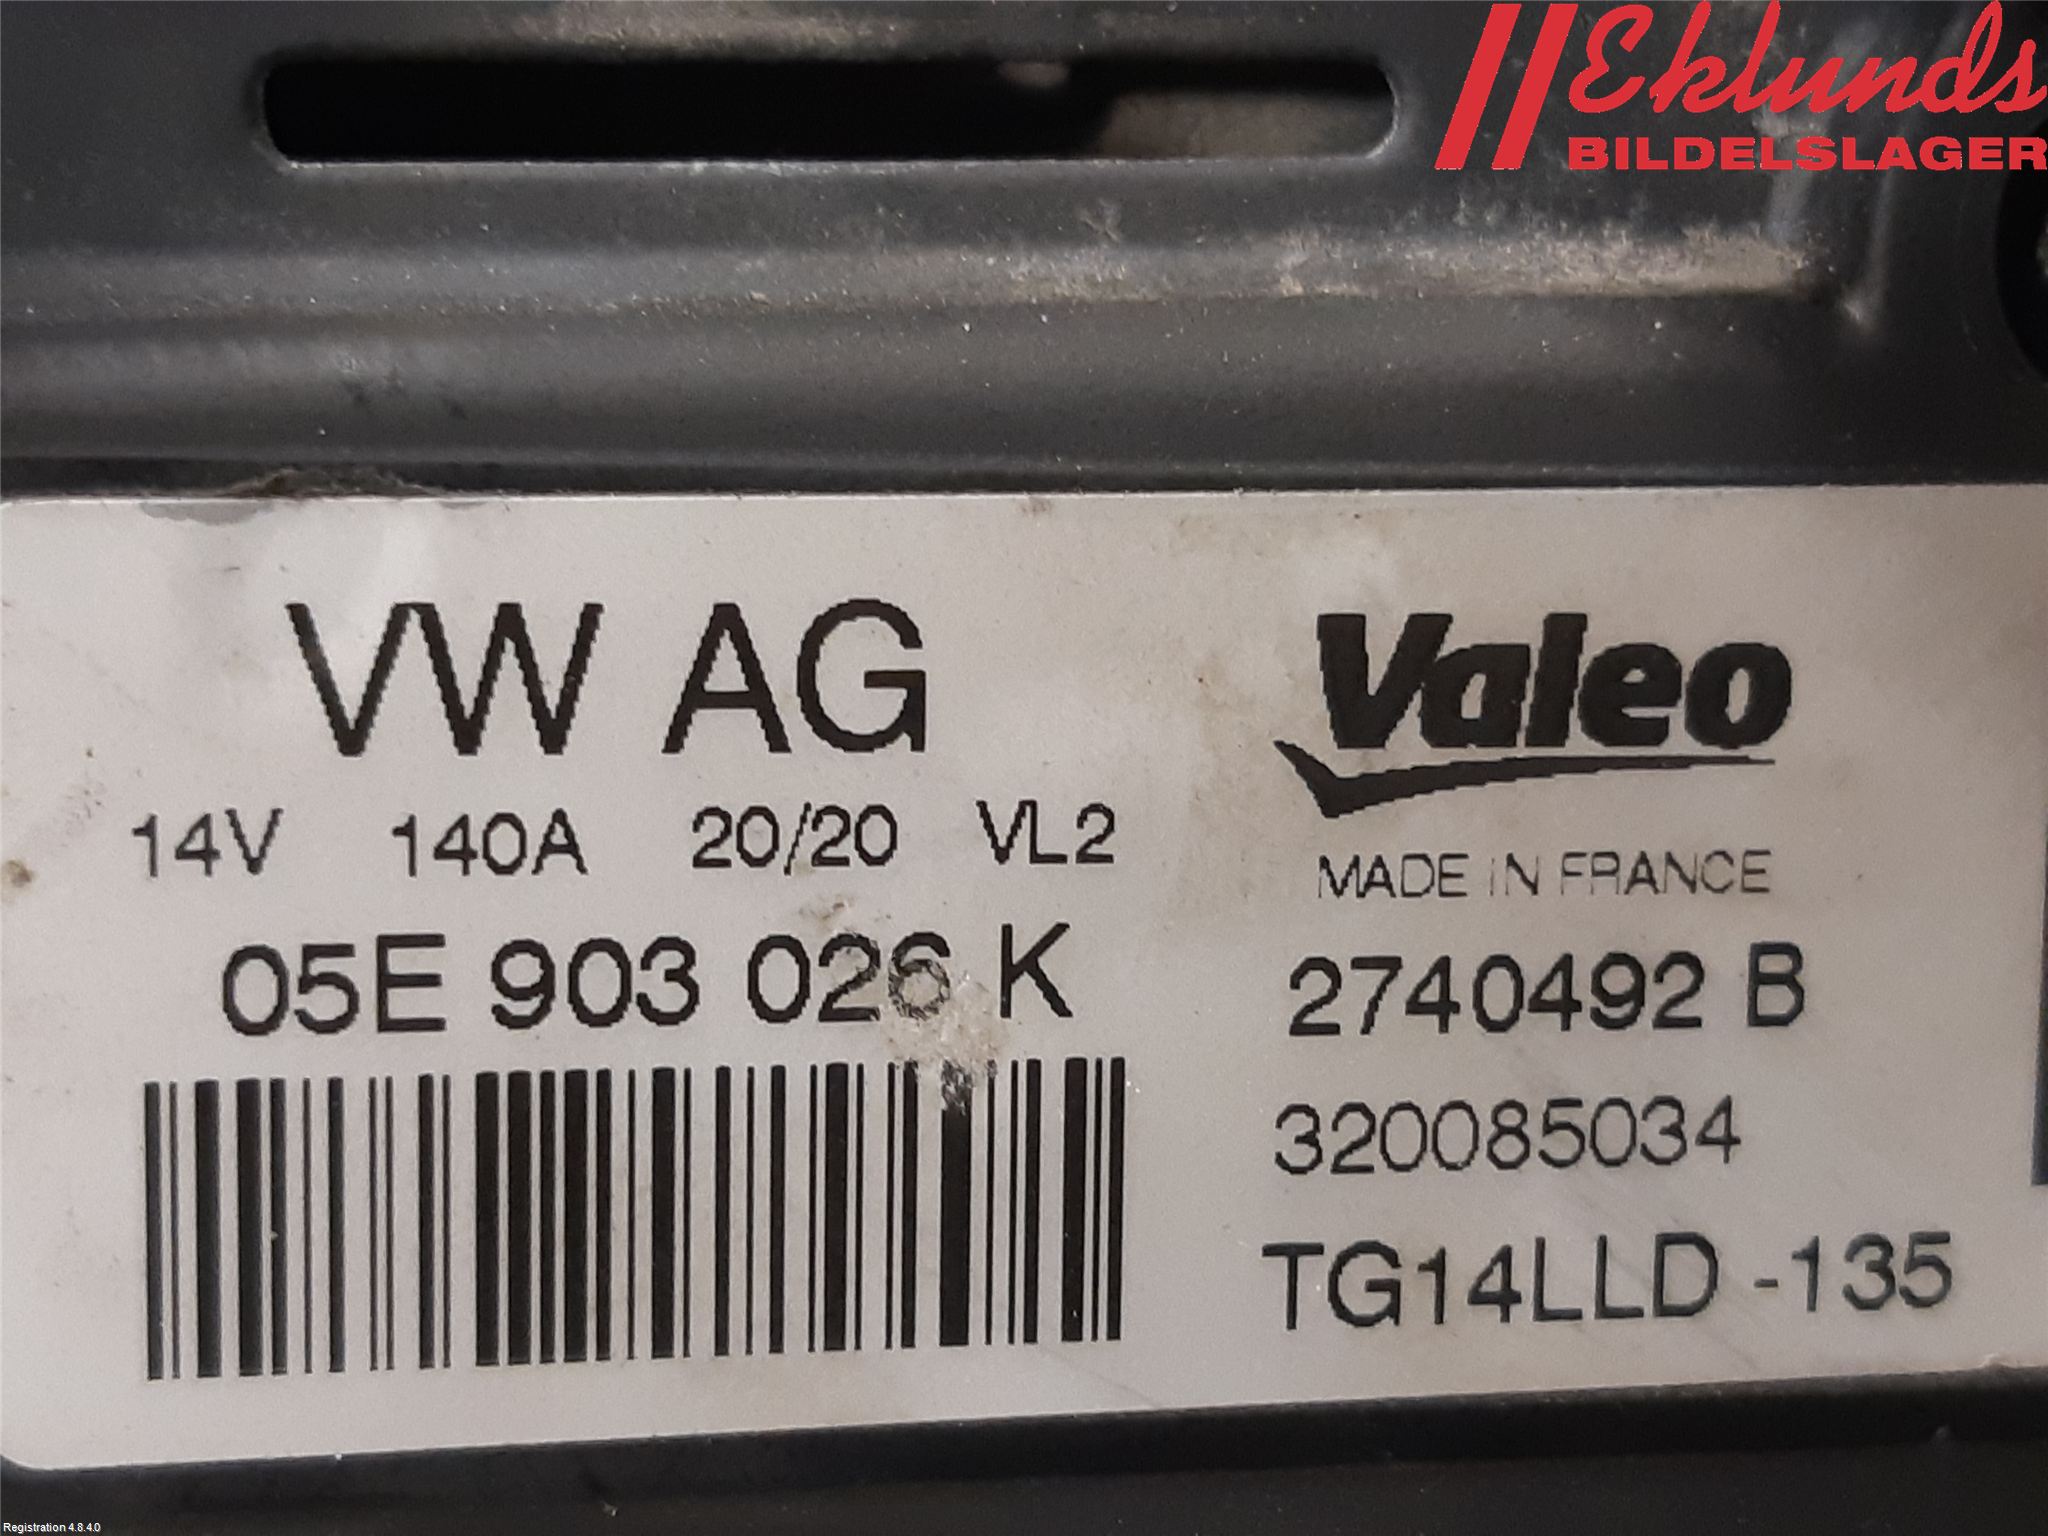 Eklunds
BILDELSLAGER
VW AG
Valeo
14V 140A 20/20 VL2
MADE IN FRANCE
05E 903 026 K
2740492 B
320085034
TG14LLD -135
Registration 4.8.4.0